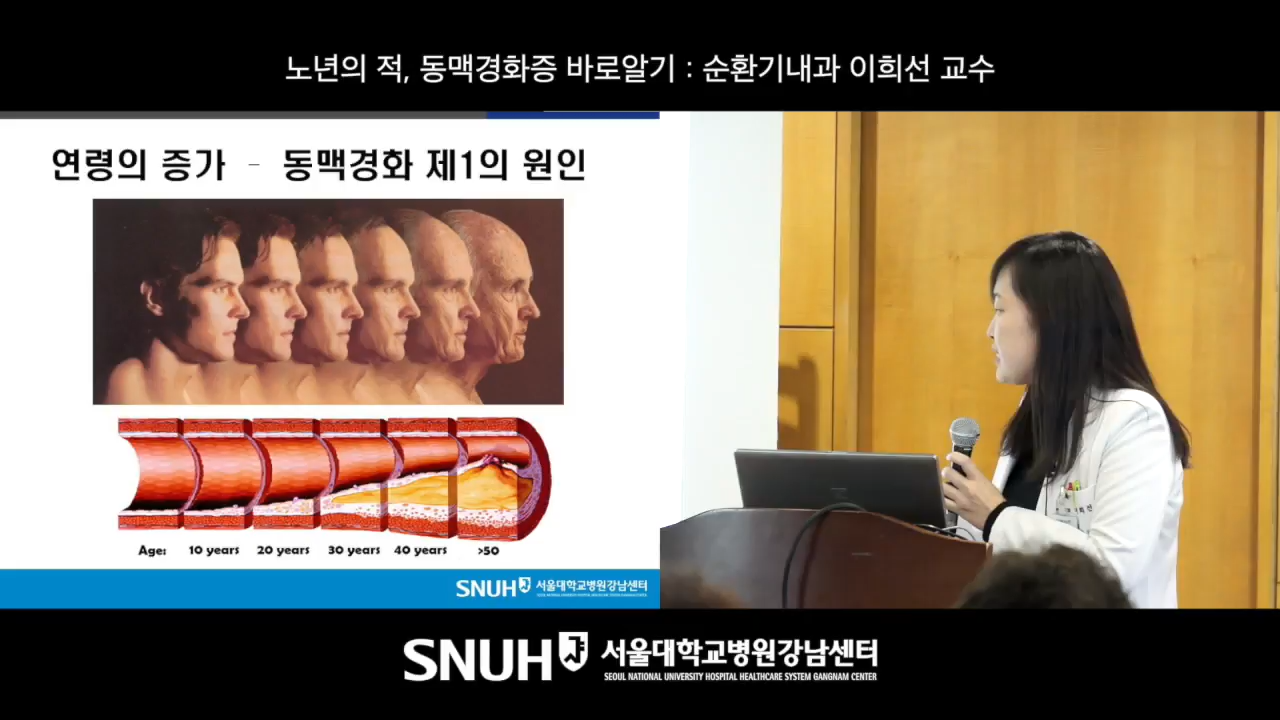 노년의 적, 동맥경화증 바로알기 : 순환기내과 이희선 교수
연령의 증가 - 동맥경화 제1의 원인
Age: 10 years 20 years 30 years 40 years >50
SNUH 서울대학교병원강남센터
SNUH 서울대학교병원강남센터
SEOUL NATIONAL UNIVERSITY HOSPITAL HEALTHCARE SYSTEM GANGNAM CENTER